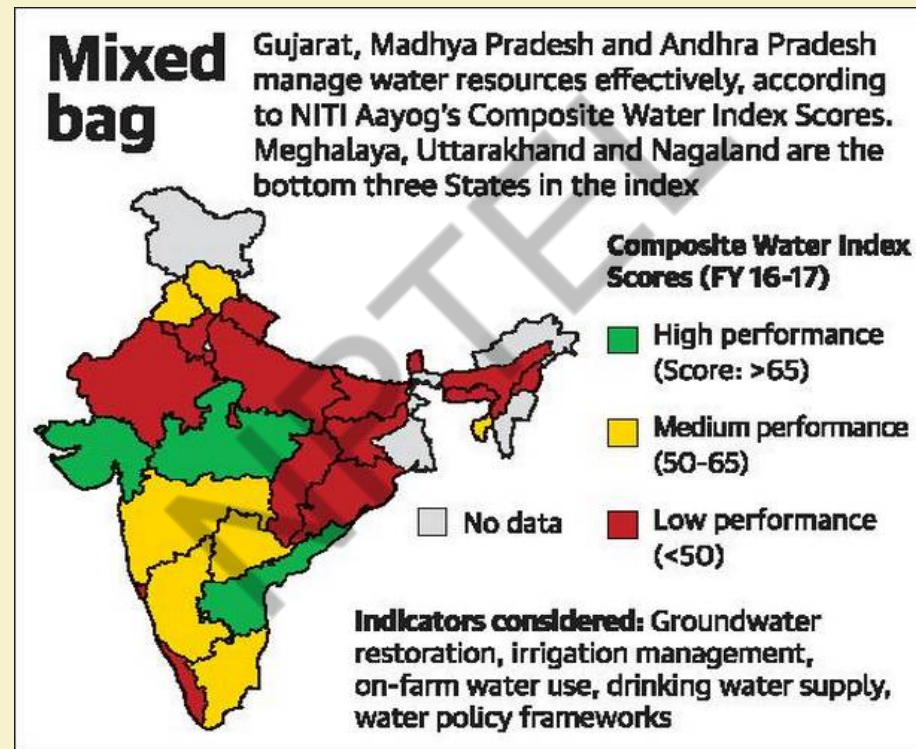 Mixed
bag
Gujarat, Madhya Pradesh and Andhra Pradesh
manage water resources effectively, according
to NITI Aayog's Composite Water Index Scores.
Meghalaya, Uttarakhand and Nagaland are the
bottom three States in the index
Composite Water Index
Scores (FY 16-17)
High performance
(Score: >65)
Medium performance
(50-65)
No data
Low performance
(<50)
Indicators considered: Groundwater
restoration, irrigation management,
on-farm water use, drinking water supply,
water policy frameworks